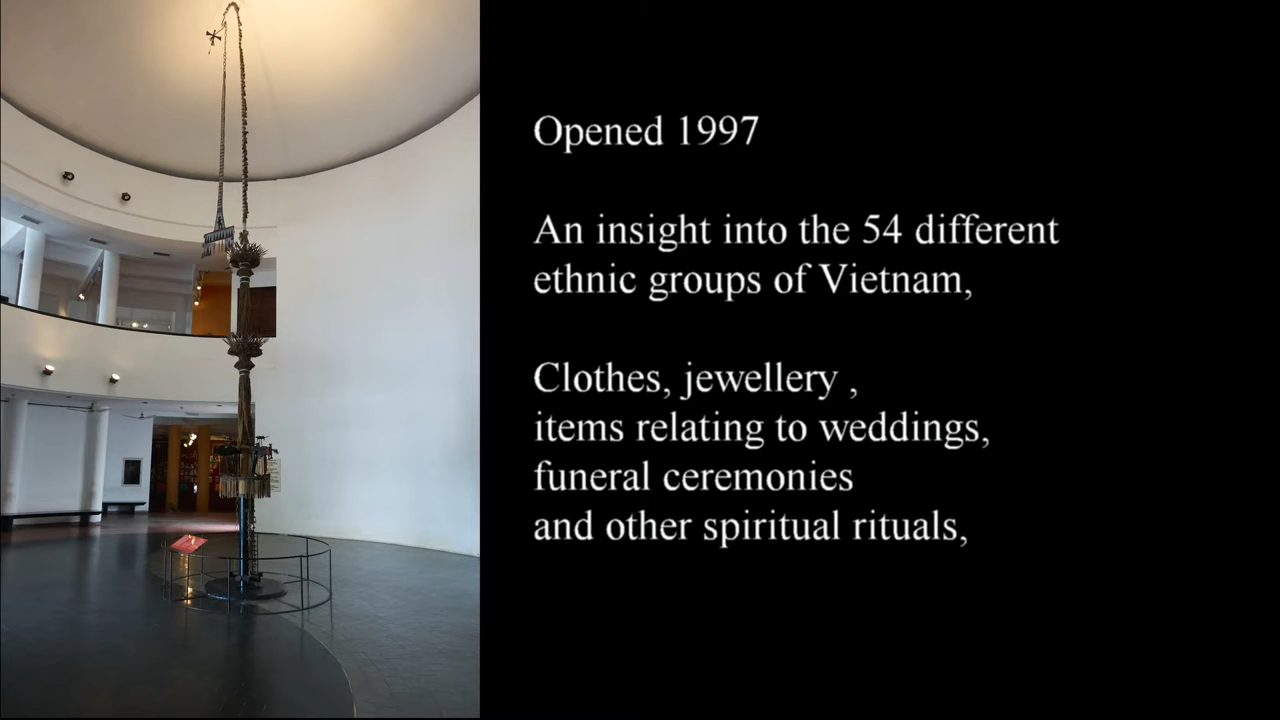 Opened 1997
An insight into the 54 different
ethnic groups of Vietnam,
Clothes, jewellery ,
items relating to weddings,
funeral ceremonies
and other spiritual rituals,